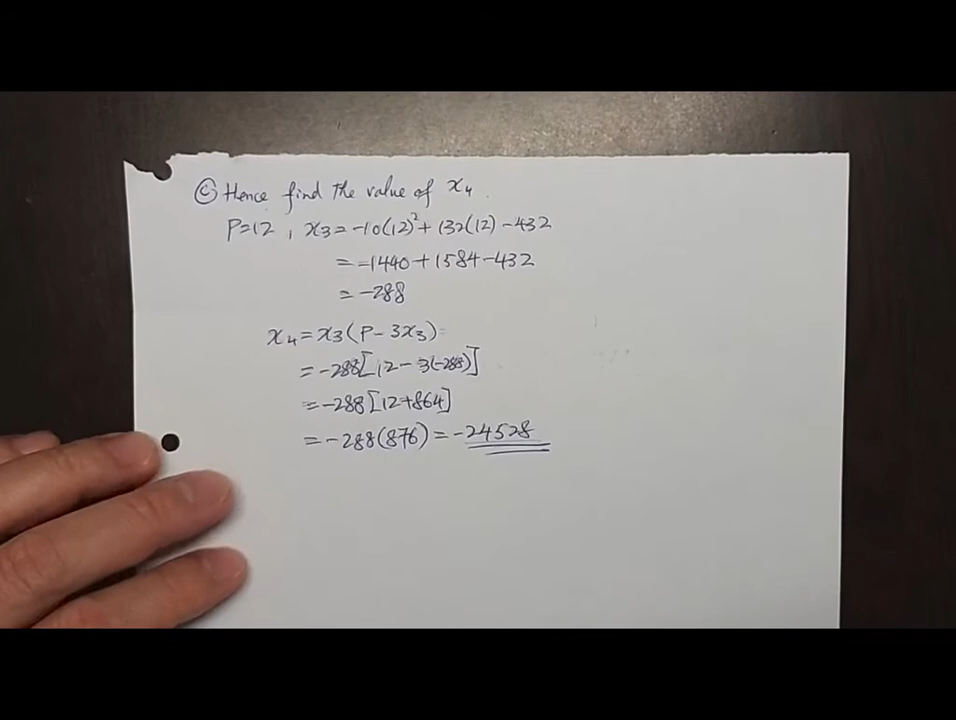 ⓒ Hence find the value of x₄.
P=12, x₃ = -10(12)² + 132(12) - 432
= -1440 + 1584 - 432
= -288
x₄ = x₃(P - 3x₃)
= -288[12 - 3(-288)]
= -288[12+864]
= -288(876) = -24528